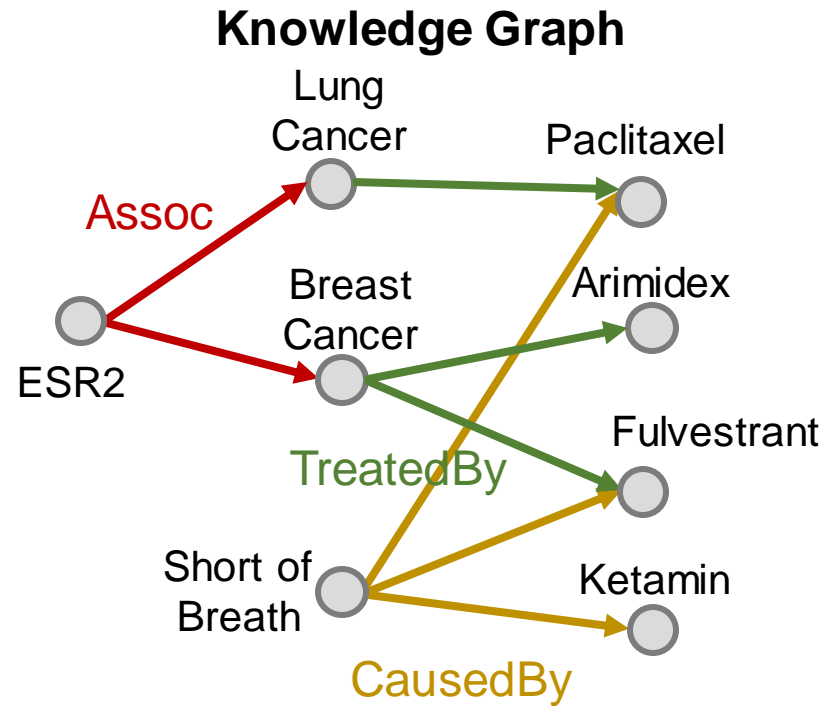 Knowledge Graph
Lung
Cancer
Paclitaxel
Assoc
Breast
Cancer
Arimidex
ESR2
Fulvestrant
TreatedBy
Short of
Breath
Ketamin
CausedBy